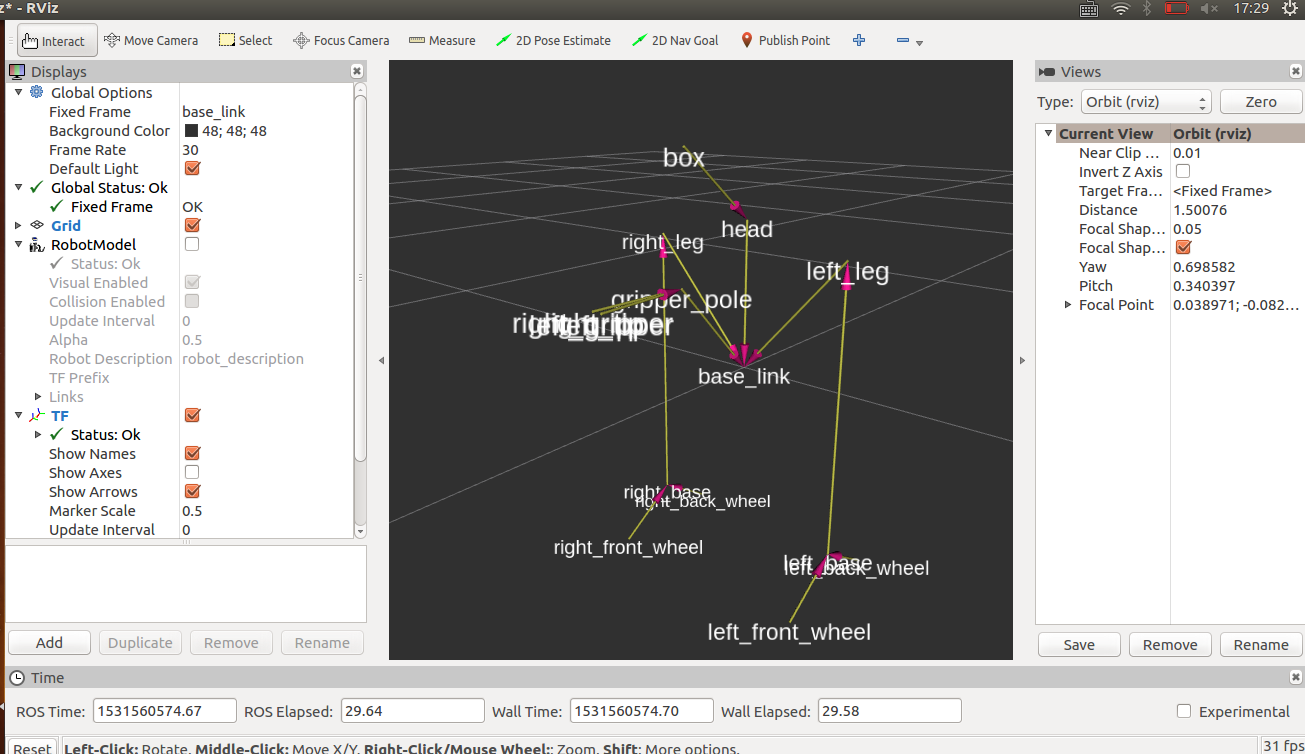 z* - RViz
17:29
Interact Move Camera Select Focus Camera Measure 2D Pose Estimate 2D Nav Goal Publish Point
Displays
Global Options
Fixed Frame base_link
Background Color 48; 48; 48
Frame Rate 30
Default Light
Global Status: Ok
Fixed Frame OK
Grid
RobotModel
Status: Ok
Visual Enabled
Collision Enabled
Update Interval 0
Alpha 0.5
Robot Description robot_description
TF Prefix
Links
TF
Status: Ok
Show Names
Show Axes
Show Arrows
Marker Scale 0.5
Update Interval 0
Add Duplicate Remove Rename
box
head
right_leg
left_leg
gripper_pole
base_link
right_base
right_back_wheel
right_front_wheel
left_base
left_back_wheel
left_front_wheel
Views
Type: Orbit (rviz) Zero
Current View Orbit (rviz)
Near Clip ... 0.01
Invert Z Axis
Target Fra... <Fixed Frame>
Distance 1.50076
Focal Shap... 0.05
Focal Shap...
Yaw 0.698582
Pitch 0.340397
Focal Point 0.038971; -0.082...
Save Remove Rename
Time
ROS Time: 1531560574.67 ROS Elapsed: 29.64 Wall Time: 1531560574.70 Wall Elapsed: 29.58 Experimental
Reset Left-Click: Rotate. Middle-Click: Move X/Y. Right-Click/Mouse Wheel:: Zoom. Shift: More options. 31 fps